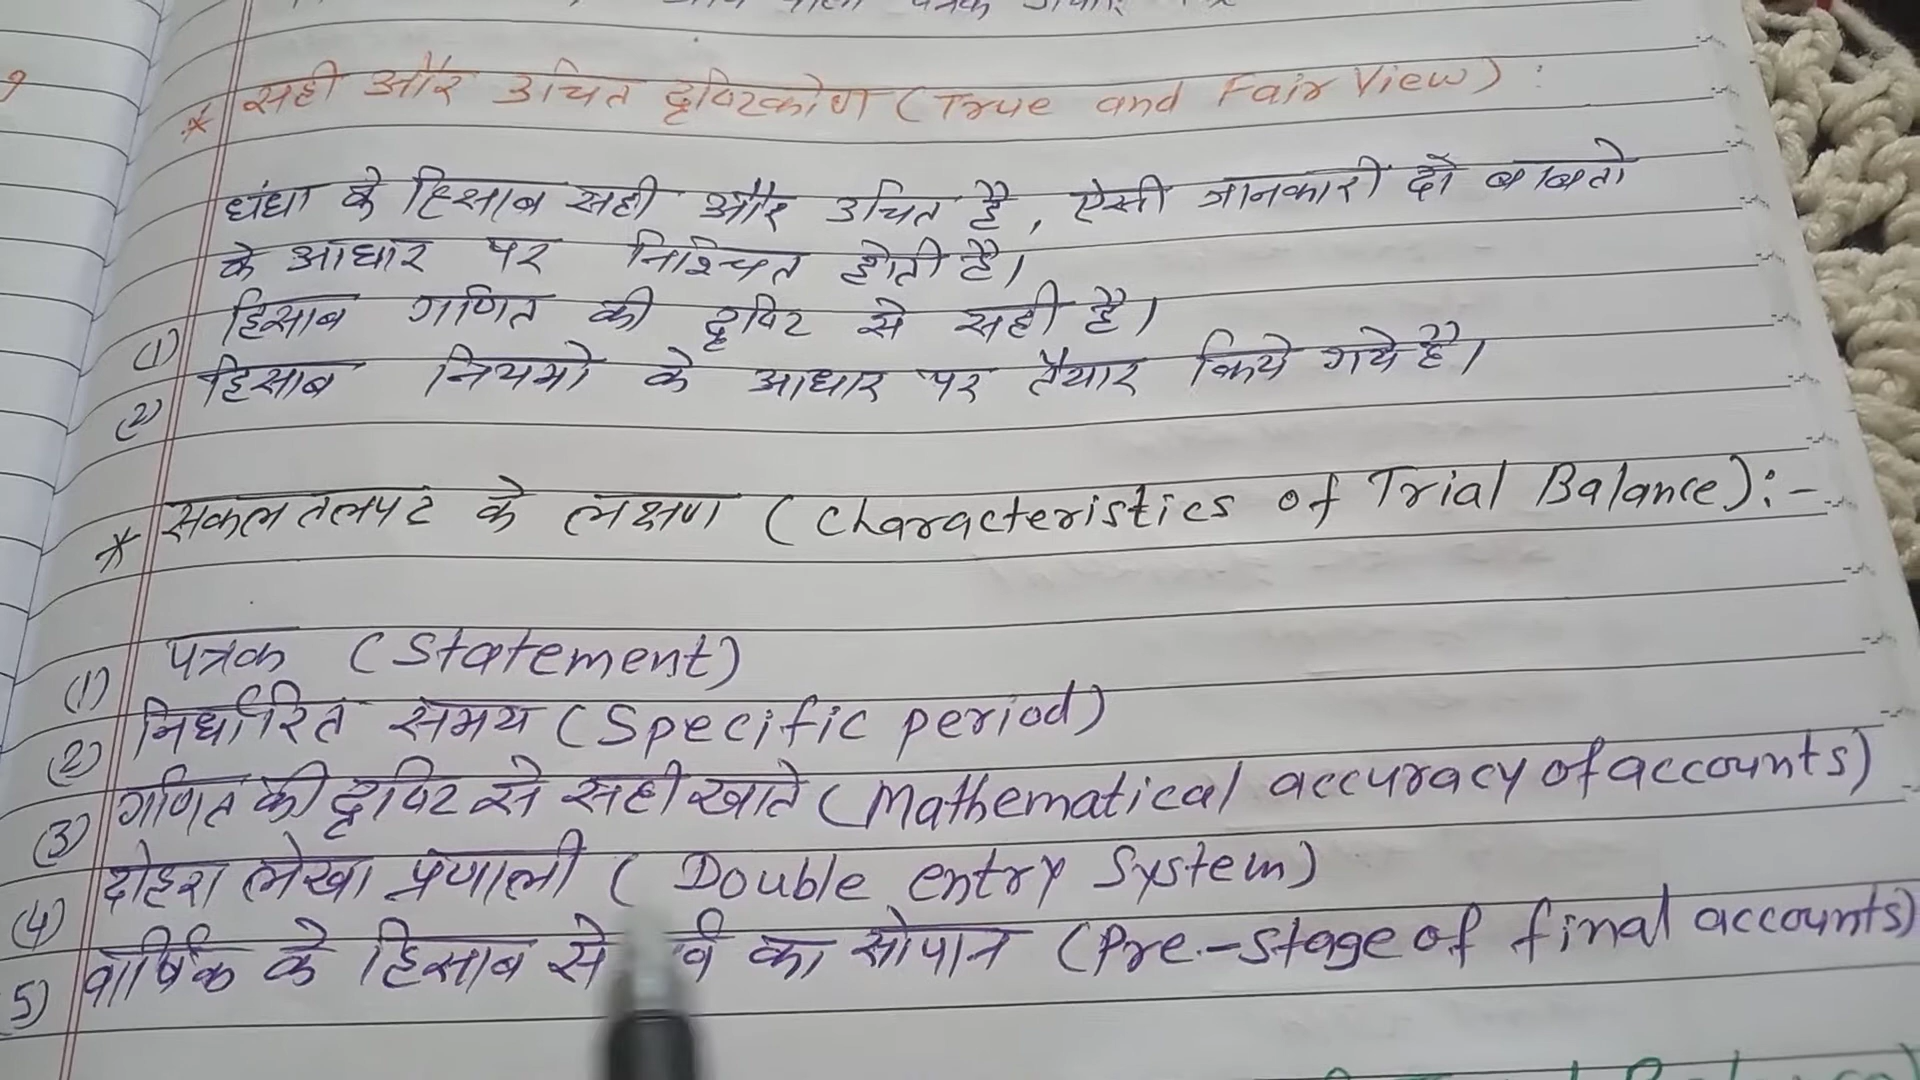 * सही और उचित दृष्टिकोण (True and Fair View) :
धंधा के हिसाब सही और उचित है, ऐसी जानकारी दो बाबतो
के आधार पर निश्चित होती है।
(1) हिसाब गणित की दृष्टि से सही है।
(2) हिसाब नियमो के आधार पर तैयार किये गये है।
* सकल तलपट के लक्षण (Characteristics of Trial Balance):-
(1) पत्रक (Statement)
(2) निर्धारित समय (Specific period)
(3) गणित की दृष्टि से सही खाते (Mathematical accuracy of accounts)
(4) दोहरा लेखा प्रणाली (Double entry System)
5) वार्षिक के हिसाब से र्व का सोपान (Pre-stage of final accounts)